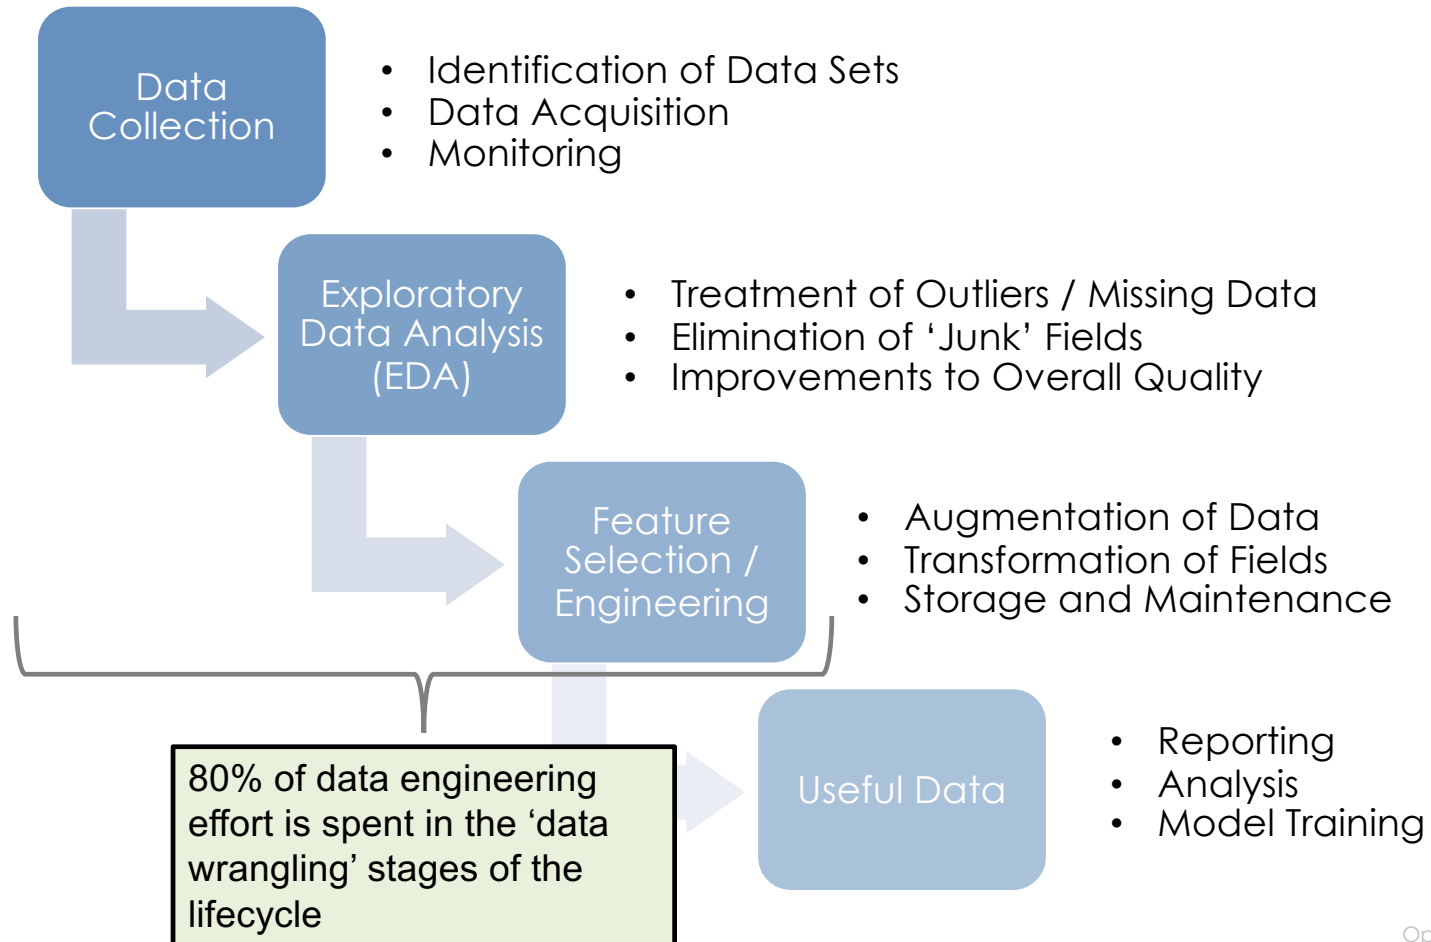 Data
Collection
• Identification of Data Sets
• Data Acquisition
• Monitoring
Exploratory
Data Analysis
(EDA)
• Treatment of Outliers / Missing Data
• Elimination of ‘Junk’ Fields
• Improvements to Overall Quality
Feature
Selection /
Engineering
• Augmentation of Data
• Transformation of Fields
• Storage and Maintenance
80% of data engineering
effort is spent in the ‘data
wrangling’ stages of the
lifecycle
Useful Data
• Reporting
• Analysis
• Model Training
Op